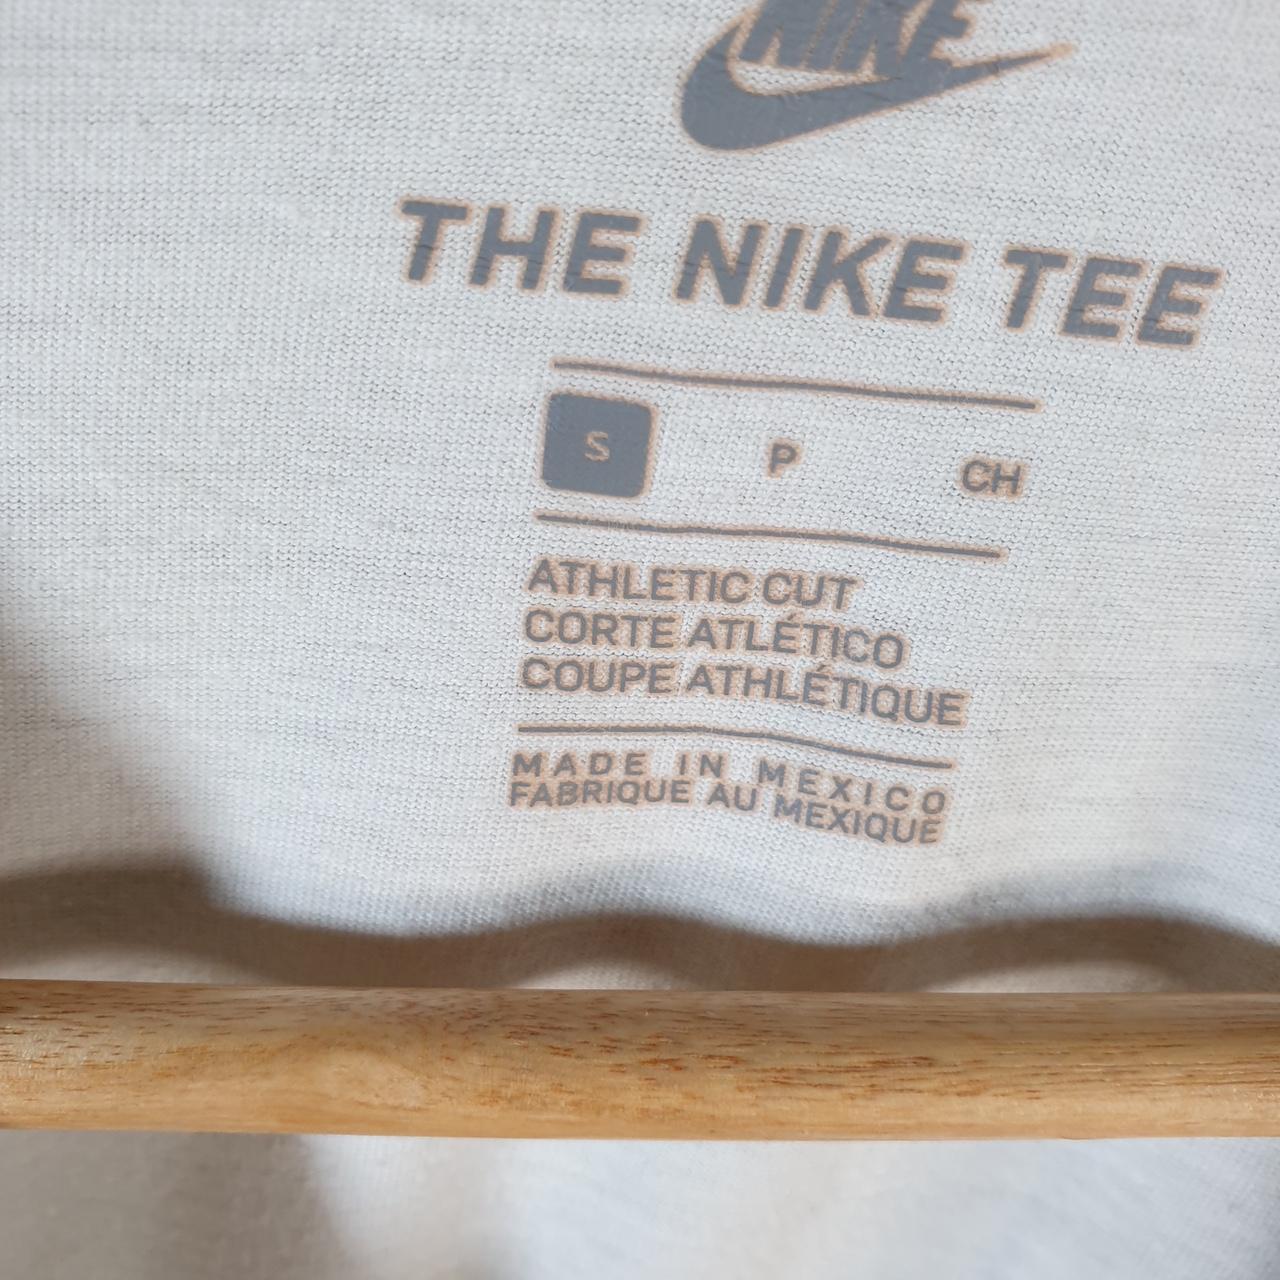 NIKE
THE NIKE TEE
S P CH
ATHLETIC CUT
CORTE ATLÉTICO
COUPE ATHLÉTIQUE
MADE IN MEXICO
FABRIQUE AU MEXIQUE